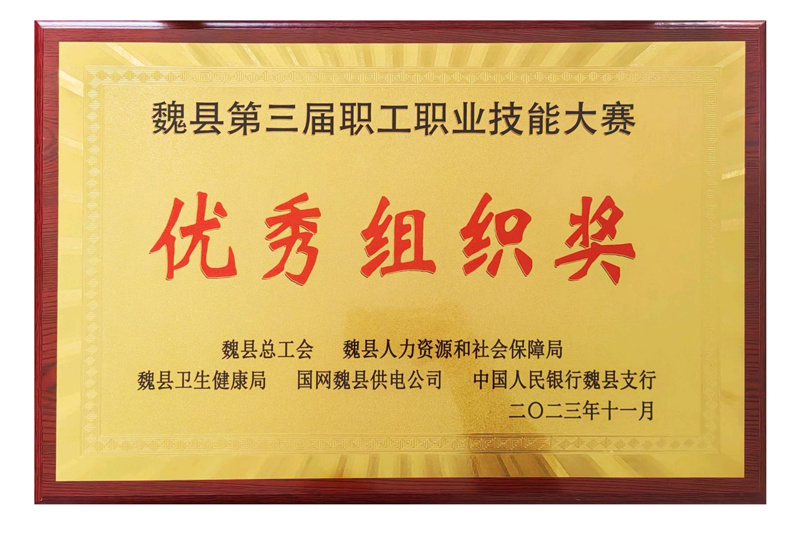 魏县第三届职工职业技能大赛
优秀组织奖
魏县总工会 魏县人力资源和社会保障局
魏县卫生健康局 国网魏县供电公司 中国人民银行魏县支行
二〇二三年十一月